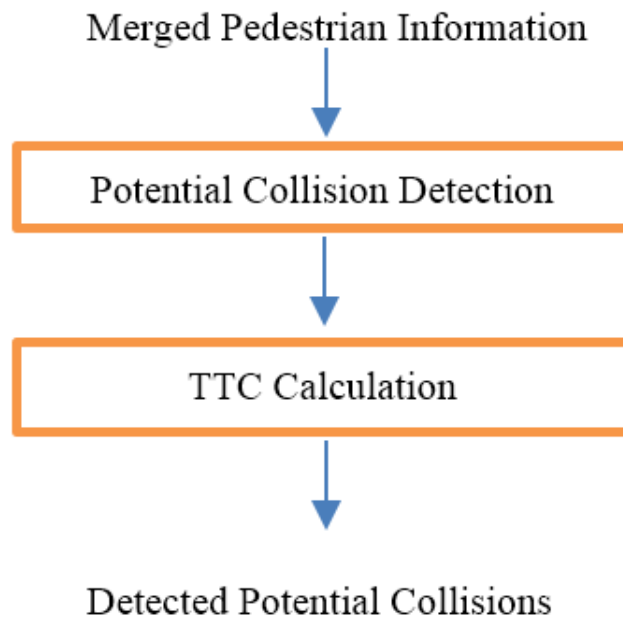 Merged Pedestrian Information
Potential Collision Detection
TTC Calculation
Detected Potential Collisions